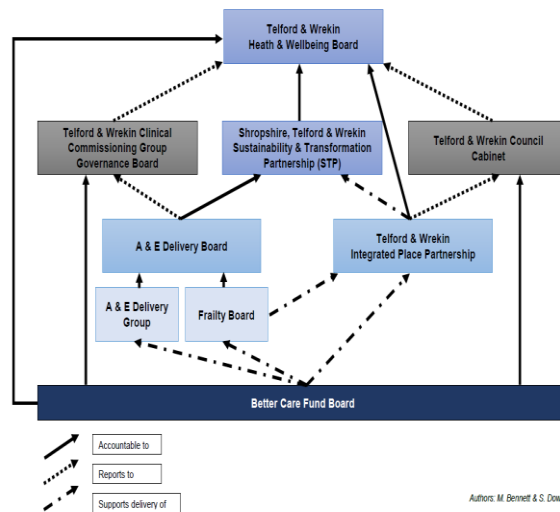 Telford & Wrekin
Heath & Wellbeing Board
Telford & Wrekin Clinical
Commissioning Group
Governance Board
Shropshire, Telford & Wrekin
Sustainability & Transformation
Partnership (STP)
Telford & Wrekin Council
Cabinet
A & E Delivery Board
Telford & Wrekin
Integrated Place Partnership
A & E Delivery
Group
Frailty Board
Better Care Fund Board
Accountable to
Reports to
Supports delivery of
Authors: M. Bennett & S. Dow